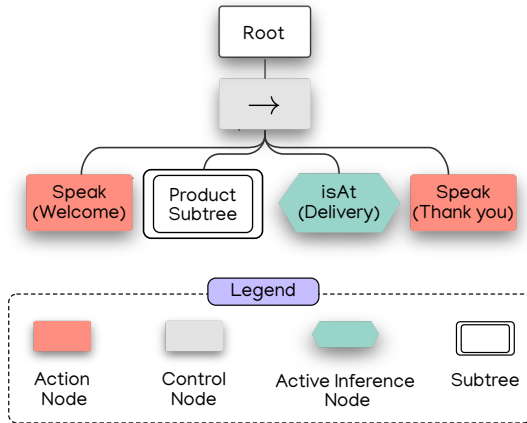 Root
→
Speak
(Welcome)
Product
Subtree
isAt
(Delivery)
Speak
(Thank you)
Legend
Action
Node
Control
Node
Active Inference
Node
Subtree